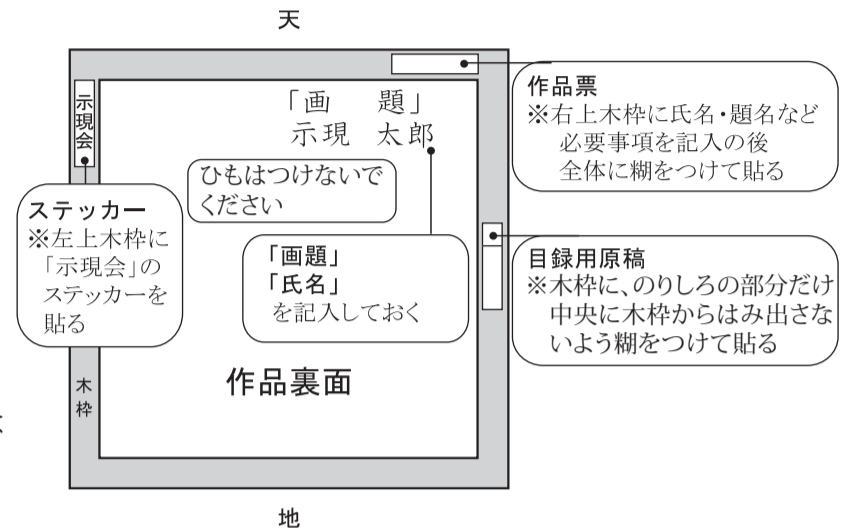 天
示現会
「画　　題」
示現　太郎
ひもはつけないで
ください
作品票
※右上木枠に氏名・題名など
必要事項を記入の後
全体に糊をつけて貼る
ステッカー
※左上木枠に
「示現会」の
ステッカーを
貼る
「画題」
「氏名」
を記入しておく
目録用原稿
※木枠に、のりしろの部分だけ
中央に木枠からはみ出さな
いよう糊をつけて貼る
作品裏面
木枠
地